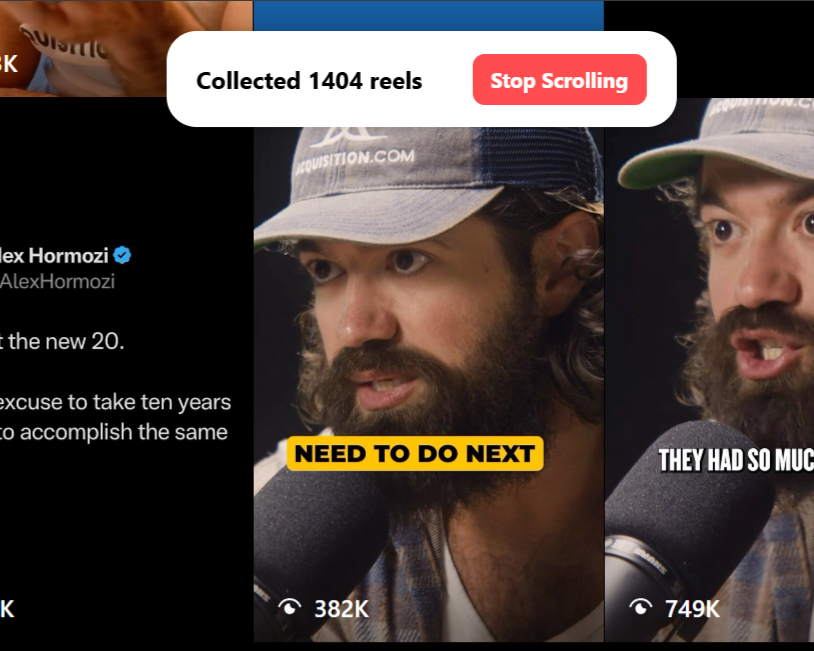 K
Collected 1404 reels
Stop Scrolling
ACQUISITION.COM
lex Hormozi
AlexHormozi
t the new 20.
excuse to take ten years
to accomplish the same
K
NEED TO DO NEXT
382K
THEY HAD SO MUC
749K